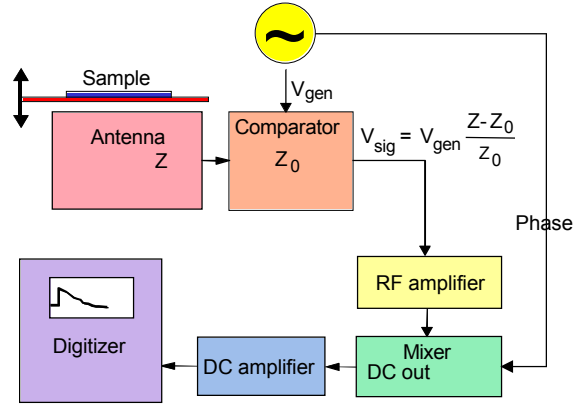 ~
Sample
V_gen
Antenna
Z
Comparator
Z_0
V_sig = V_gen (Z-Z_0)/Z_0
Phase
RF amplifier
Mixer
DC out
DC amplifier
Digitizer